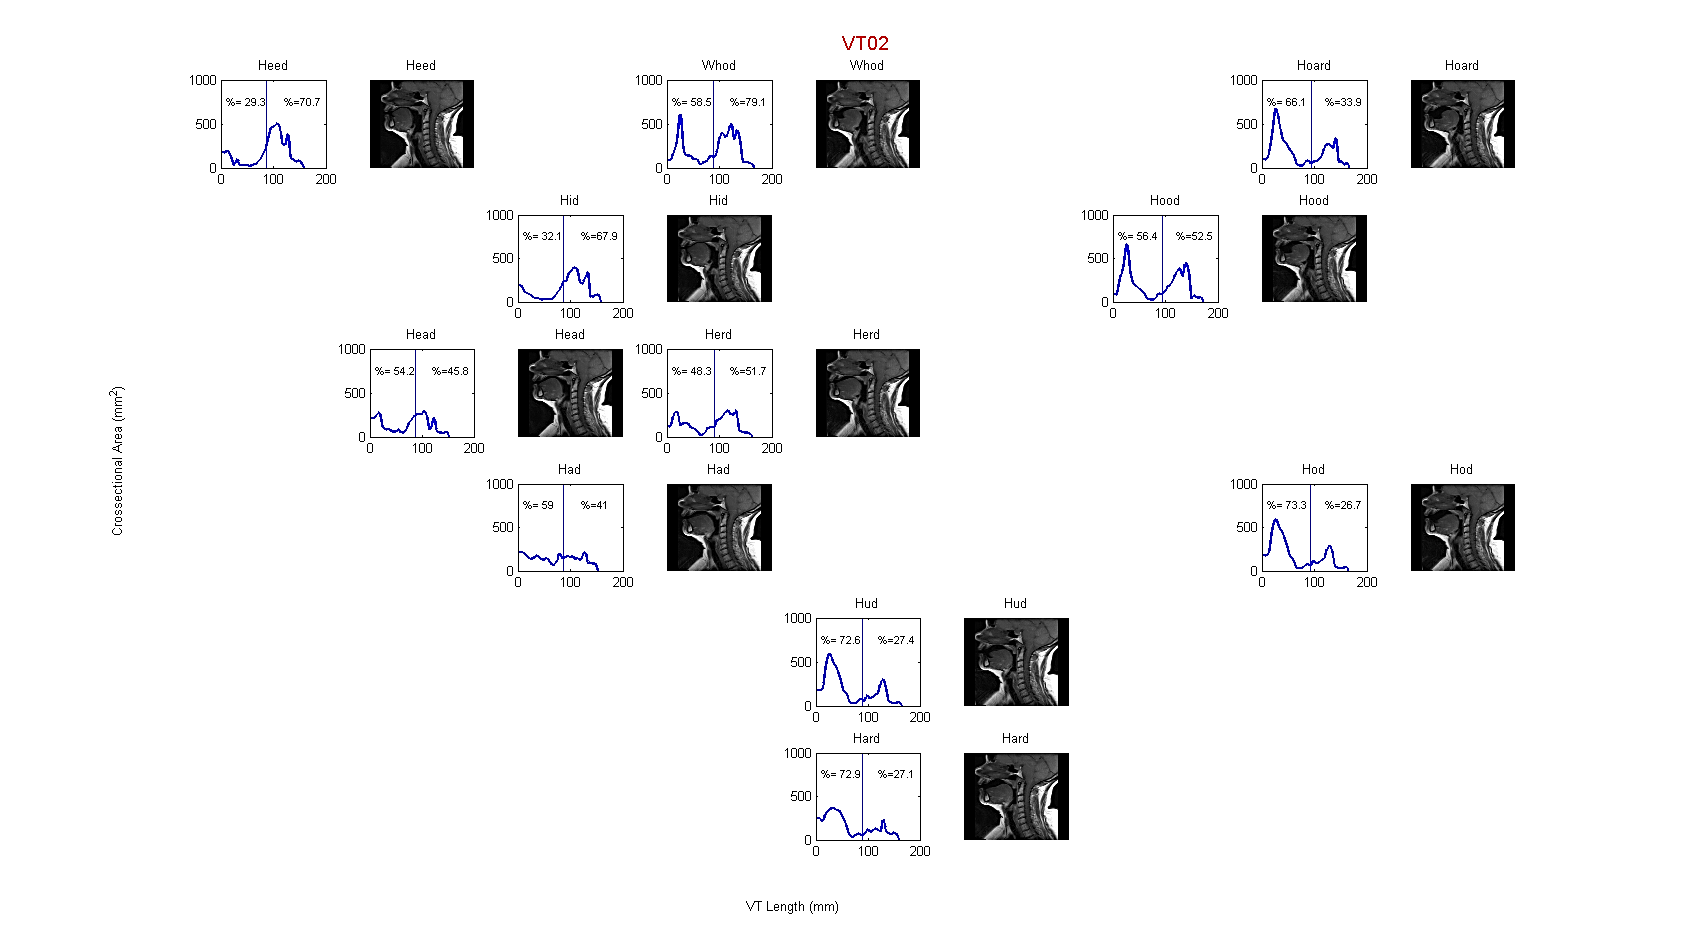 VT02
Heed Heed Whod Whod Hoard Hoard
1000 1000 1000
%= 29.3 %=70.7 %= 58.5 %=79.1 %= 66.1 %=33.9
500 500 500
0 0 0
0 100 200 0 100 200 0 100 200
Hid Hid Hood Hood
1000 1000
%= 32.1 %=67.9 %= 56.4 %=52.5
500 500
0 0
0 100 200 0 100 200
Head Head Herd Herd
1000 1000
%= 54.2 %=45.8 %= 48.3 %=51.7
500 500
0 0
0 100 200 0 100 200
Crossectional Area (mm²)
Had Had Hod Hod
1000 1000
%= 59 %=41 %= 73.3 %=26.7
500 500
0 0
0 100 200 0 100 200
Hud Hud
1000
%= 72.6 %=27.4
500
0
0 100 200
Hard Hard
1000
%= 72.9 %=27.1
500
0
0 100 200
VT Length (mm)